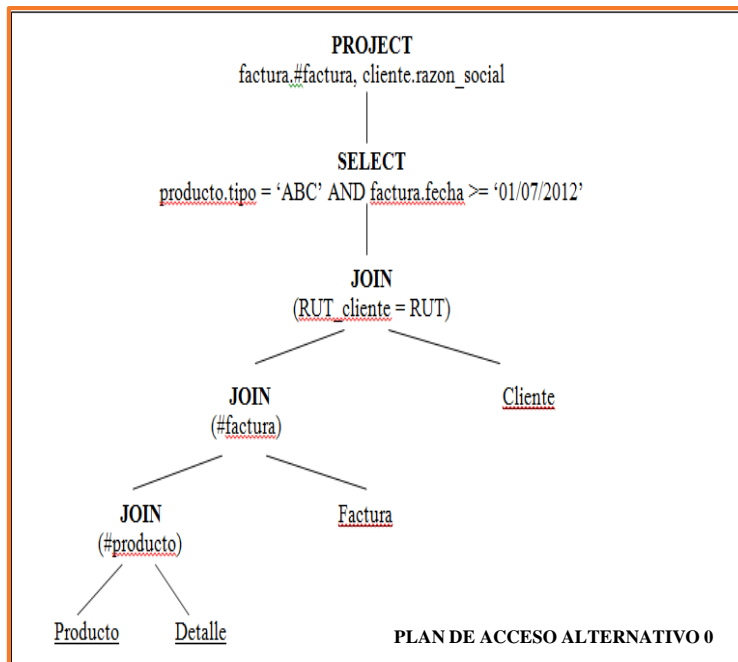 PROJECT
factura.#factura, cliente.razon_social
SELECT
producto.tipo = ‘ABC’ AND factura.fecha >= ‘01/07/2012’
JOIN
(RUT_cliente = RUT)
JOIN
(#factura)
Cliente
JOIN
(#producto)
Factura
Producto
Detalle
PLAN DE ACCESO ALTERNATIVO 0